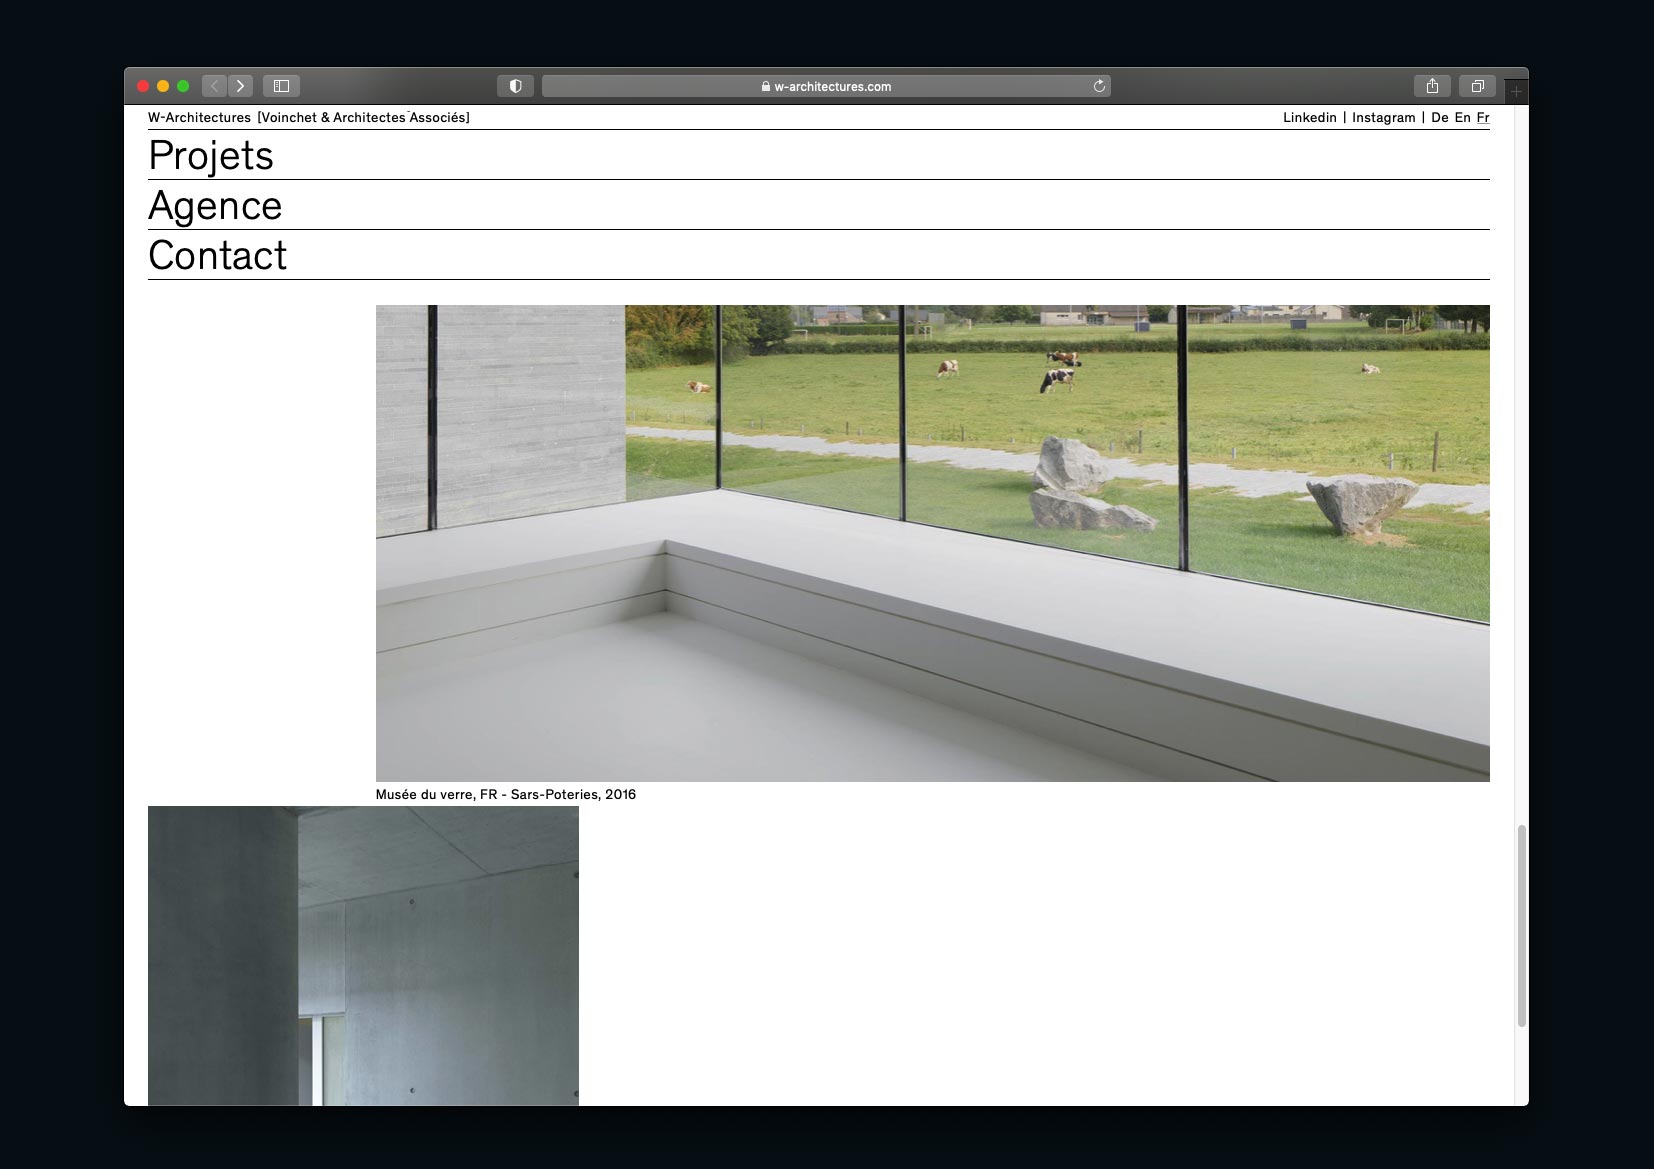 w-architectures.com
W-Architectures [Voinchet & Architectes Associés]
Linkedin | Instagram | De En Fr
Projets
Agence
Contact
Musée du verre, FR - Sars-Poteries, 2016